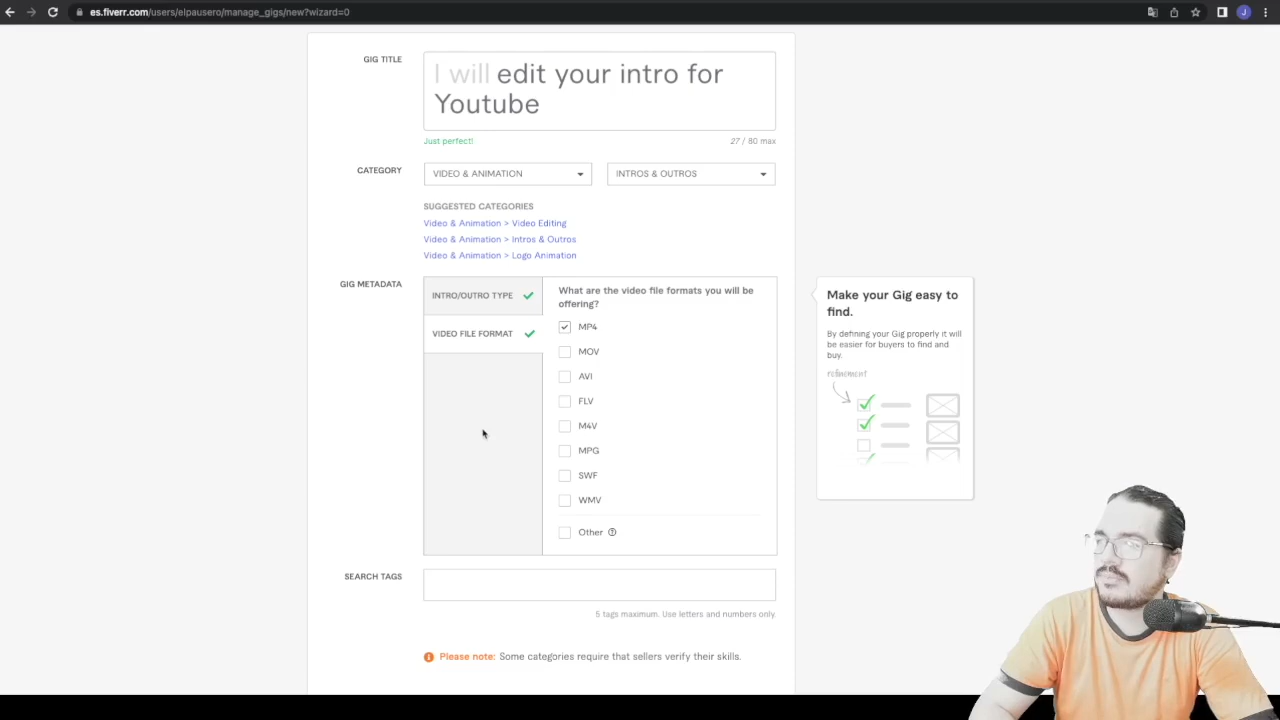 es.fiverr.com/users/elpausero/manage_gigs/new?wizard=0
J
GIG TITLE
I will edit your intro for
Youtube
Just perfect!
27 / 80 max
CATEGORY
VIDEO & ANIMATION
INTROS & OUTROS
SUGGESTED CATEGORIES
Video & Animation > Video Editing
Video & Animation > Intros & Outros
Video & Animation > Logo Animation
GIG METADATA
INTRO/OUTRO TYPE
VIDEO FILE FORMAT
What are the video file formats you will be
offering?
MP4
MOV
AVI
FLV
M4V
MPG
SWF
WMV
Other
Make your Gig easy to
find.
By defining your Gig properly it will
be easier for buyers to find and
buy.
refinement
SEARCH TAGS
5 tags maximum. Use letters and numbers only.
Please note: Some categories require that sellers verify their skills.